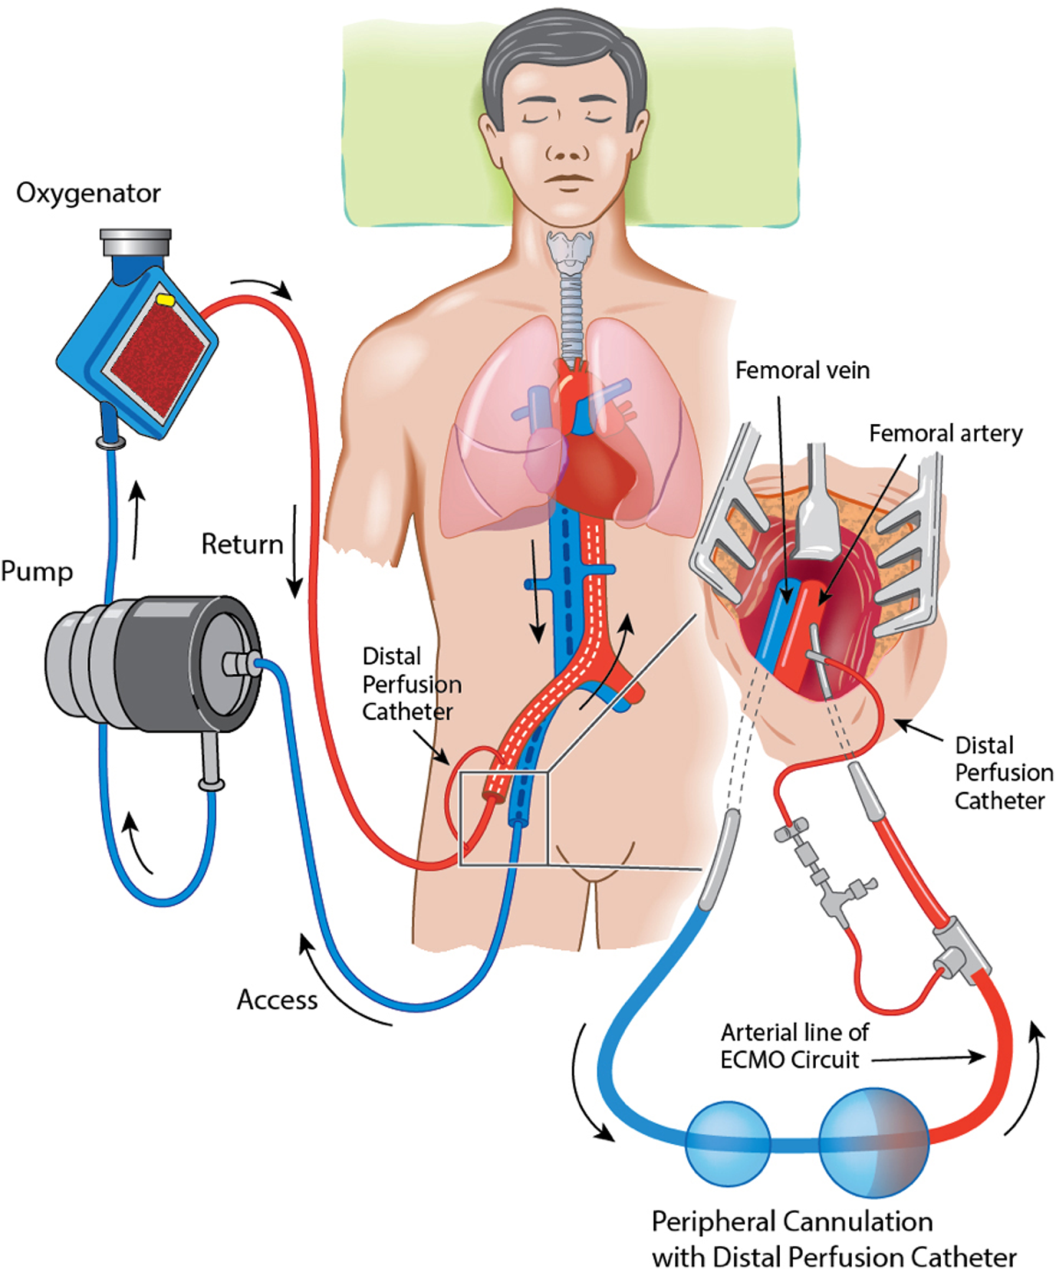 Oxygenator
Femoral vein
Femoral artery
Return
Pump
Distal
Perfusion
Catheter
Distal
Perfusion
Catheter
Access
Arterial line of
ECMO Circuit
Peripheral Cannulation
with Distal Perfusion Catheter